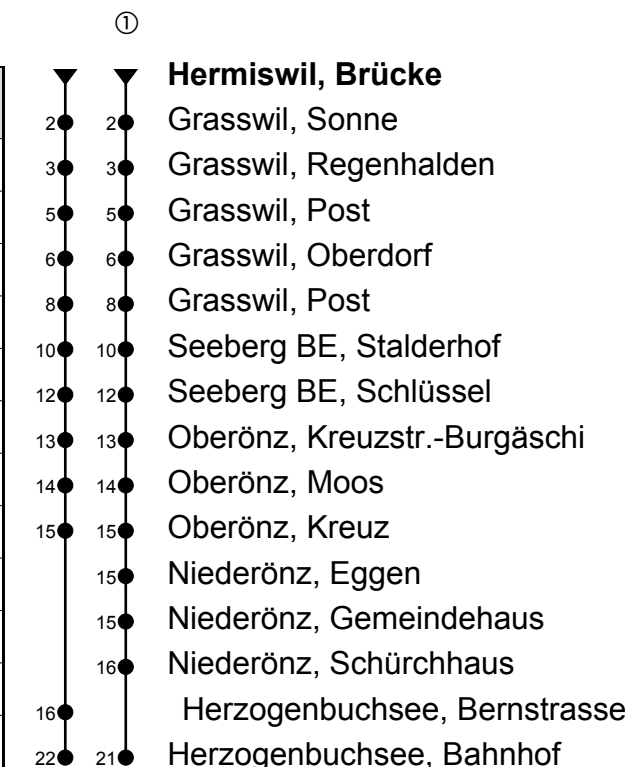 ①
Hermiswil, Brücke
2 2 Grasswil, Sonne
3 3 Grasswil, Regenhalden
5 5 Grasswil, Post
6 6 Grasswil, Oberdorf
8 8 Grasswil, Post
10 10 Seeberg BE, Stalderhof
12 12 Seeberg BE, Schlüssel
13 13 Oberönz, Kreuzstr.-Burgäschi
14 14 Oberönz, Moos
15 15 Oberönz, Kreuz
15 Niederönz, Eggen
15 Niederönz, Gemeindehaus
16 Niederönz, Schürchhaus
16 Herzogenbuchsee, Bernstrasse
22 21 Herzogenbuchsee, Bahnhof